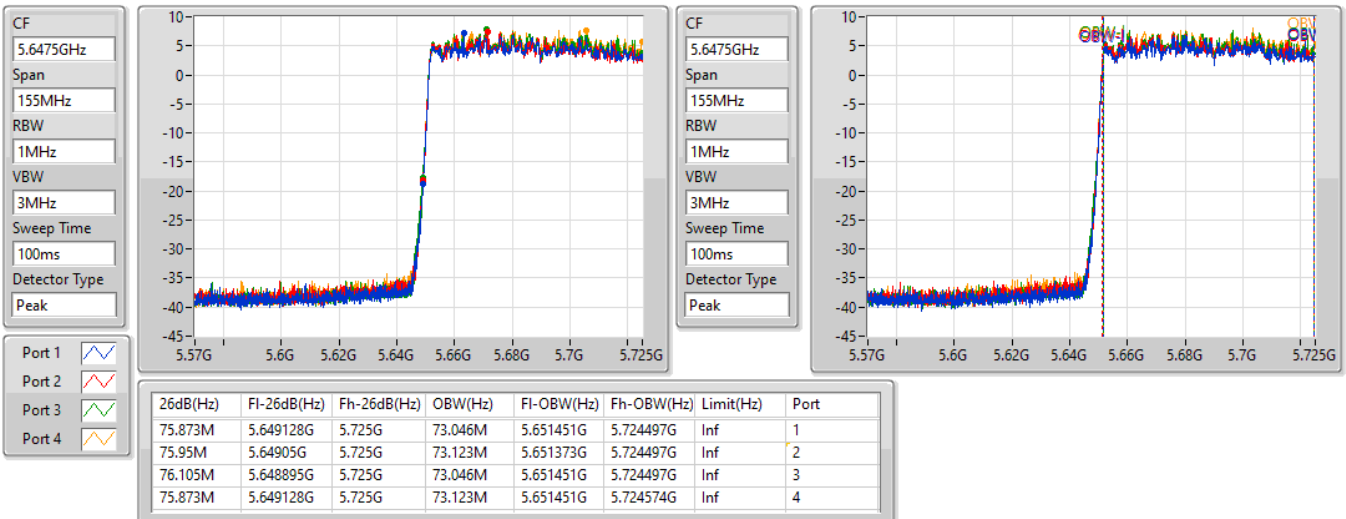 CF
5.6475GHz
Span
155MHz
RBW
1MHz
VBW
3MHz
Sweep Time
100ms
Detector Type
Peak
10
5
0
-5
-10
-15
-20
-25
-30
-35
-40
-45
5.57G 5.6G 5.62G 5.64G 5.66G 5.68G 5.7G 5.725G
CF
5.6475GHz
Span
155MHz
RBW
1MHz
VBW
3MHz
Sweep Time
100ms
Detector Type
Peak
10
5
0
-5
-10
-15
-20
-25
-30
-35
-40
-45
OBW
OBV
OBV
5.57G 5.6G 5.62G 5.64G 5.66G 5.68G 5.7G 5.725G
Port 1
Port 2
Port 3
Port 4
26dB(Hz) Fl-26dB(Hz) Fh-26dB(Hz) OBW(Hz) Fl-OBW(Hz) Fh-OBW(Hz) Limit(Hz) Port
75.873M 5.649128G 5.725G 73.046M 5.651451G 5.724497G Inf 1
75.95M 5.64905G 5.725G 73.123M 5.651373G 5.724497G Inf 2
76.105M 5.648895G 5.725G 73.046M 5.651451G 5.724497G Inf 3
75.873M 5.649128G 5.725G 73.123M 5.651451G 5.724574G Inf 4